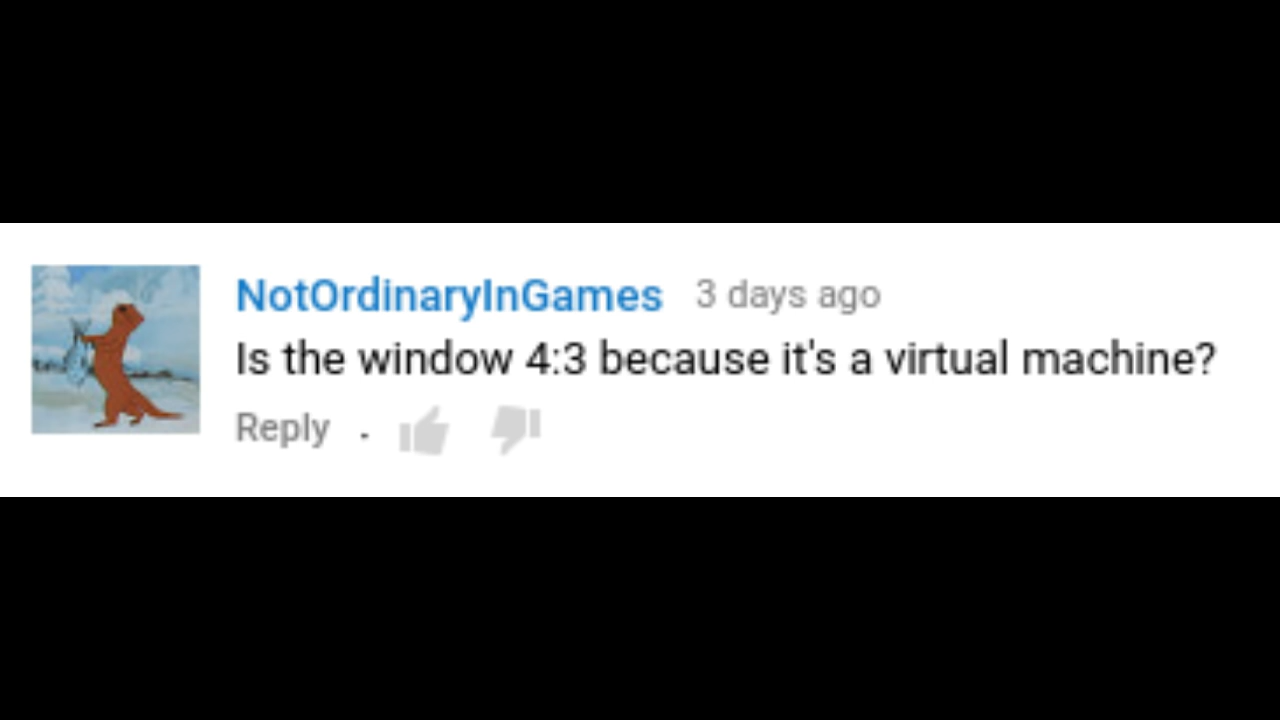 NotOrdinaryInGames 3 days ago
Is the window 4:3 because it's a virtual machine?
Reply .